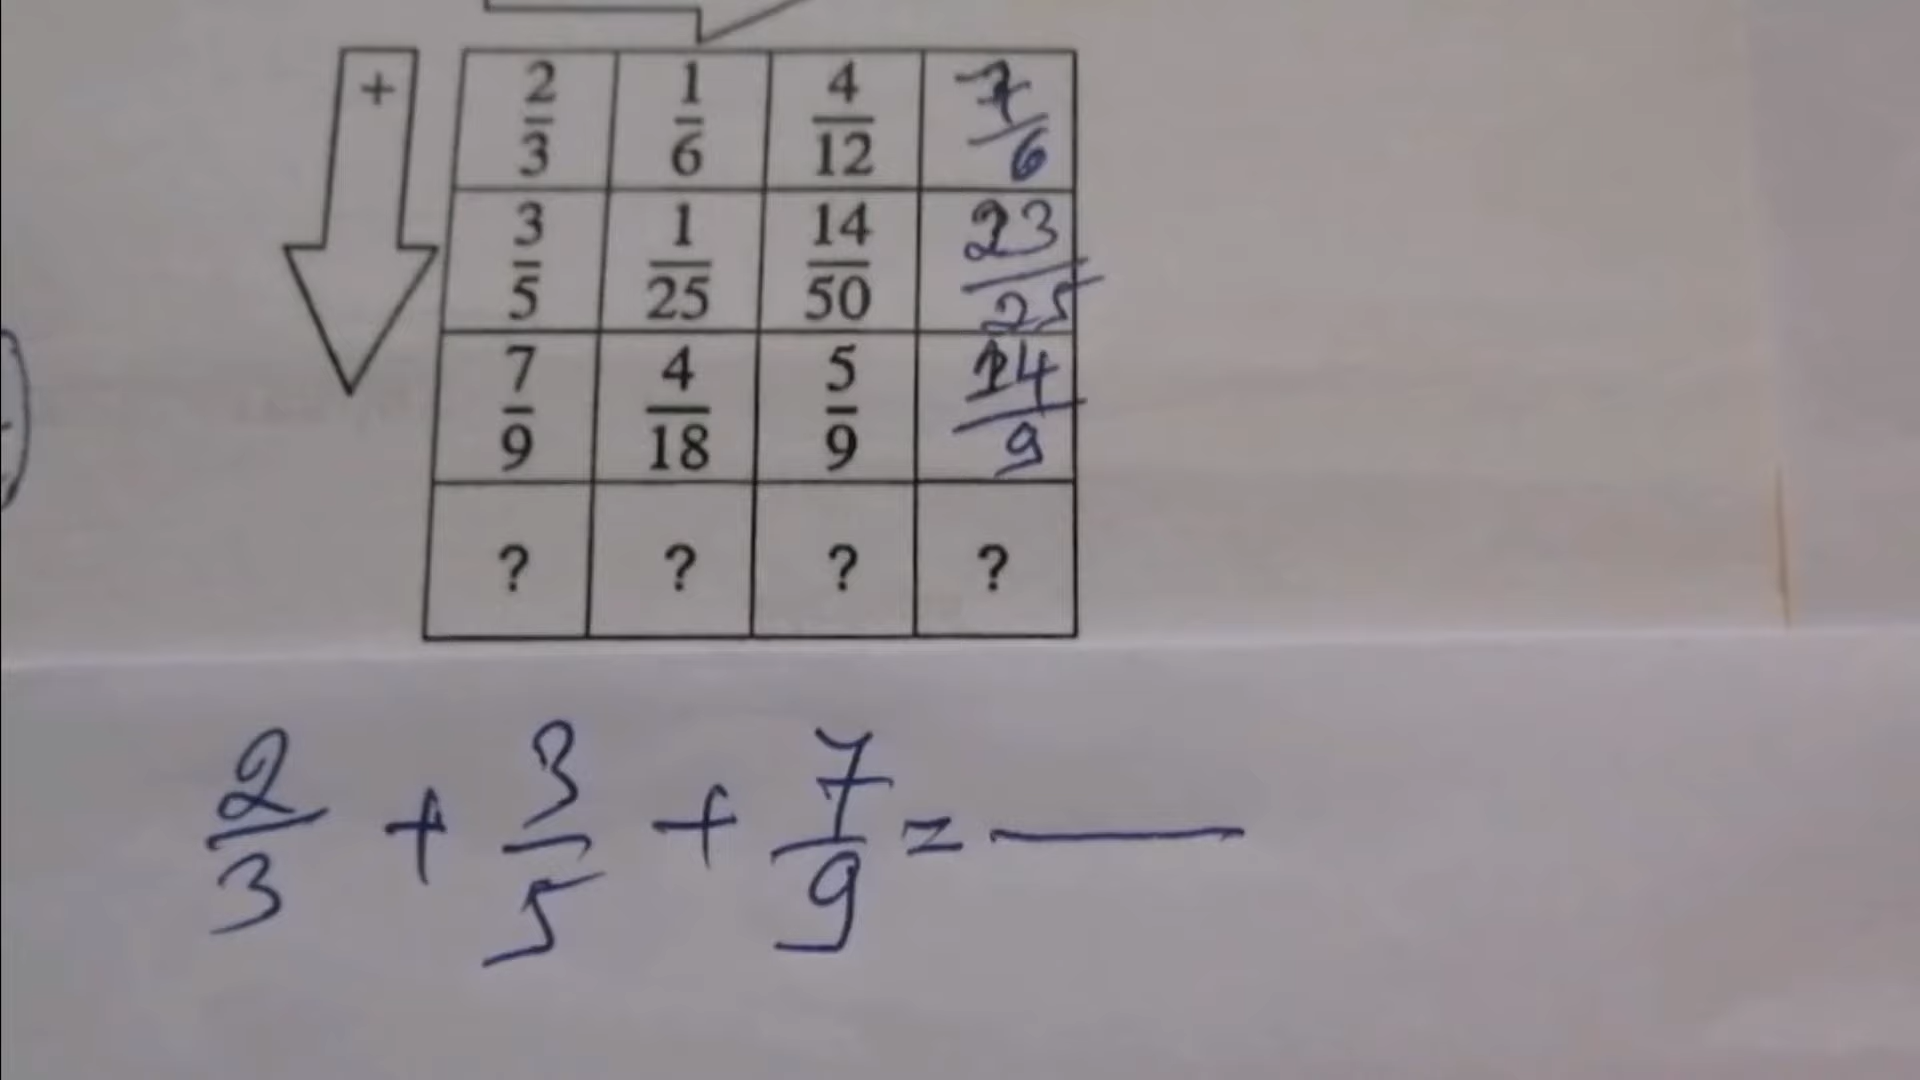 +
2/3 1/6 4/12 7/6
3/5 1/25 14/50 23/25
7/9 4/18 5/9 14/9
? ? ? ?
2/3 + 3/5 + 7/9 =